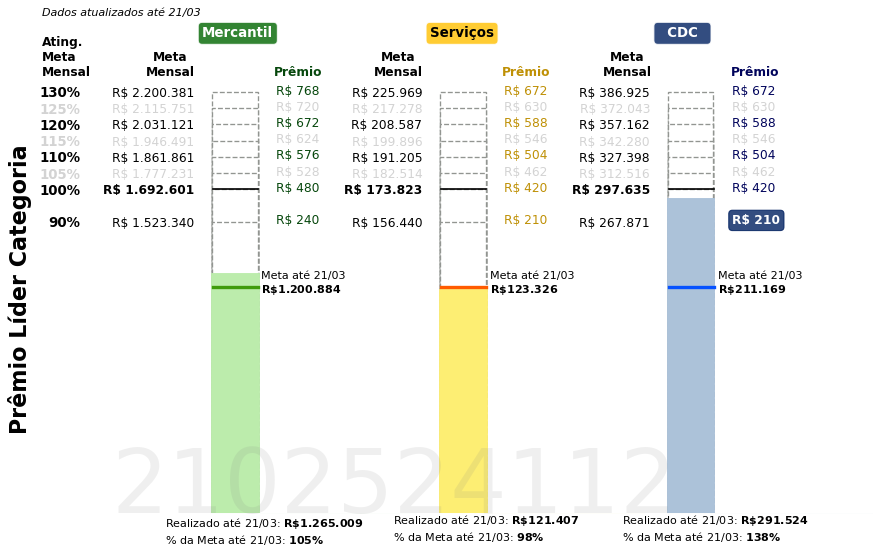 Dados atualizados até 21/03
Mercantil Serviços CDC
Ating. Meta Mensal Meta Mensal Prêmio Meta Mensal Prêmio Meta Mensal Prêmio
130% R$ 2.200.381 R$ 768 R$ 225.969 R$ 672 R$ 386.925 R$ 672
125% R$ 2.115.751 R$ 720 R$ 217.278 R$ 630 R$ 372.043 R$ 630
120% R$ 2.031.121 R$ 672 R$ 208.587 R$ 588 R$ 357.162 R$ 588
115% R$ 1.946.491 R$ 624 R$ 199.896 R$ 546 R$ 342.280 R$ 546
110% R$ 1.861.861 R$ 576 R$ 191.205 R$ 504 R$ 327.398 R$ 504
105% R$ 1.777.231 R$ 528 R$ 182.514 R$ 462 R$ 312.516 R$ 462
100% R$ 1.692.601 R$ 480 R$ 173.823 R$ 420 R$ 297.635 R$ 420
90% R$ 1.523.340 R$ 240 R$ 156.440 R$ 210 R$ 267.871 R$ 210
Meta até 21/03 Meta até 21/03 Meta até 21/03
R$1.200.884 R$123.326 R$211.169
Prêmio Líder Categoria
2102524112
Realizado até 21/03: R$1.265.009 Realizado até 21/03: R$121.407 Realizado até 21/03: R$291.524
% da Meta até 21/03: 105% % da Meta até 21/03: 98% % da Meta até 21/03: 138%